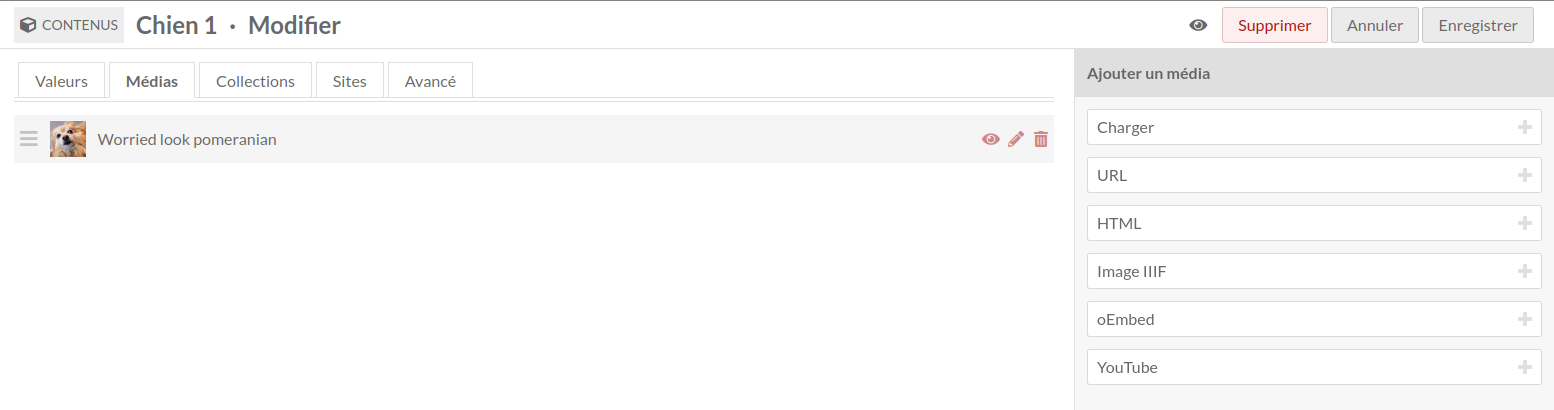 CONTENUS Chien 1 · Modifier Supprimer Annuler Enregistrer
Valeurs Médias Collections Sites Avancé
Worried look pomeranian
Ajouter un média
Charger
URL
HTML
Image IIIF
oEmbed
YouTube